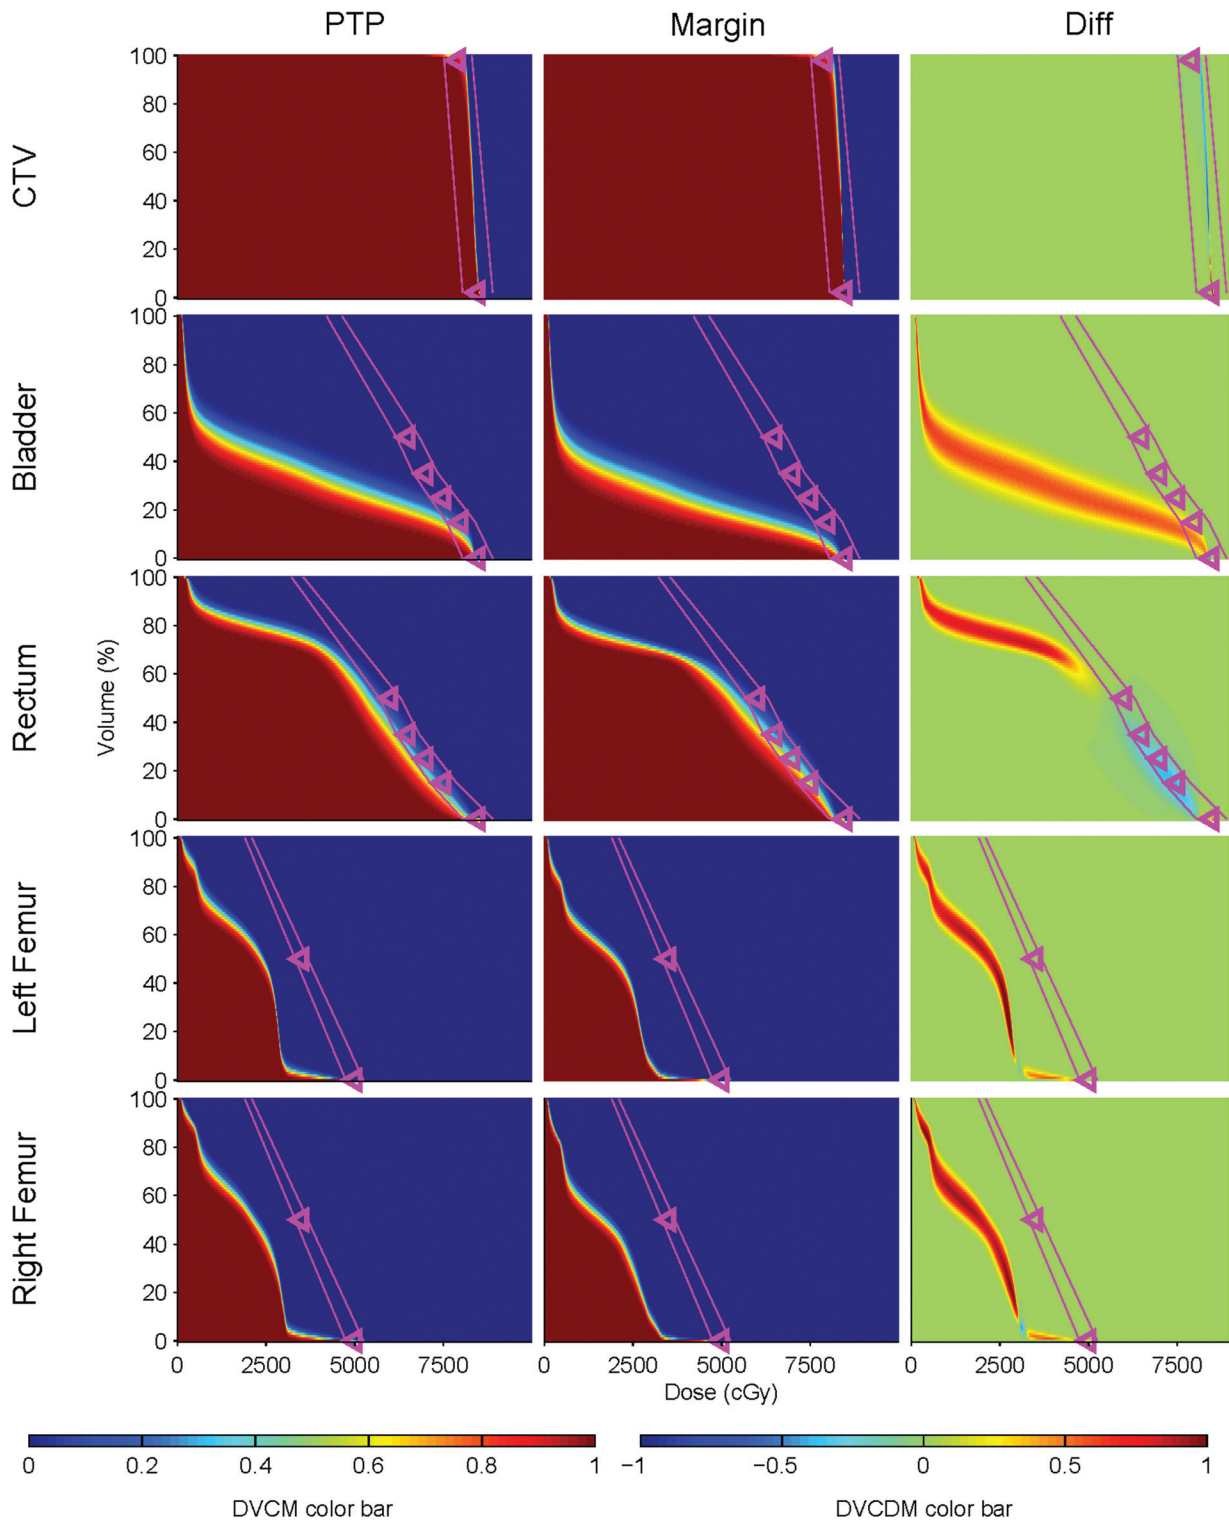 PTP Margin Diff
CTV
100
80
60
40
20
0
Bladder
100
80
60
40
20
0
Rectum
Volume (%)
100
80
60
40
20
0
Left Femur
100
80
60
40
20
0
Right Femur
100
80
60
40
20
0
0 2500 5000 7500 0 2500 5000 7500 0 2500 5000 7500
Dose (cGy)
0 0.2 0.4 0.6 0.8 1 −1 −0.5 0 0.5 1
DVCM color bar DVCDM color bar